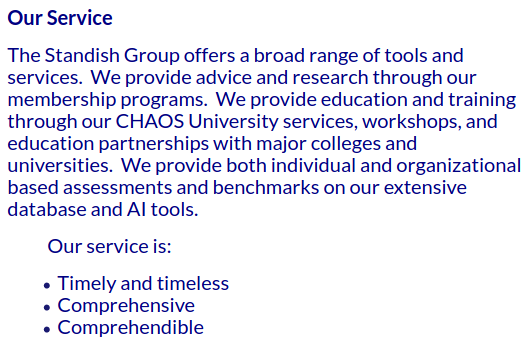 Our Service
The Standish Group offers a broad range of tools and
services.  We provide advice and research through our
membership programs.  We provide education and training
through our CHAOS University services, workshops, and
education partnerships with major colleges and
universities.  We provide both individual and organizational
based assessments and benchmarks on our extensive
database and AI tools.
Our service is:
• Timely and timeless
• Comprehensive
• Comprehendible